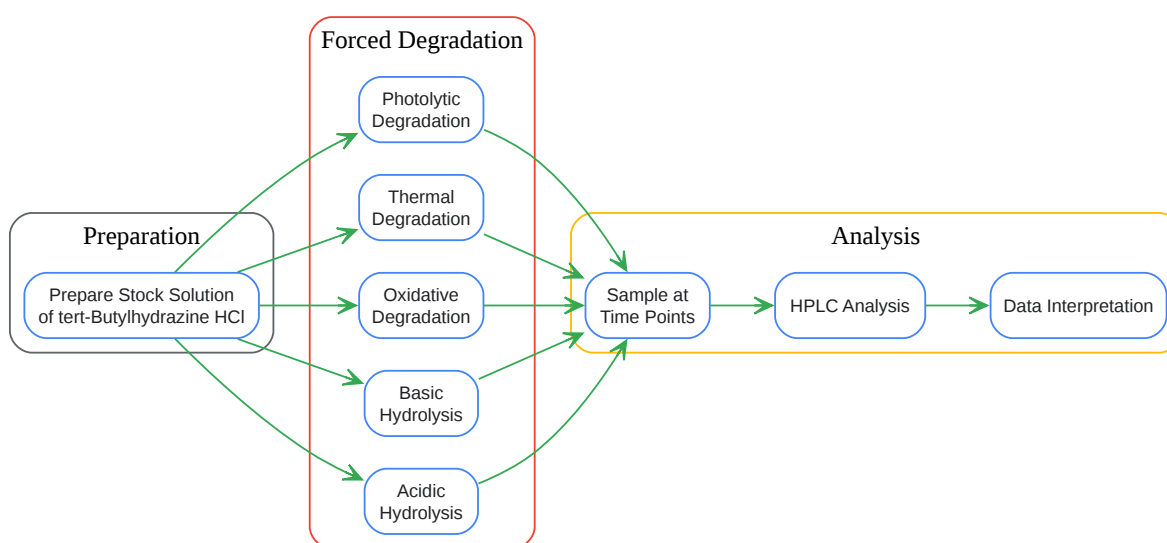 Forced Degradation
Photolytic
Degradation
Thermal
Degradation
Preparation
Analysis
Prepare Stock Solution
of tert-Butylhydrazine HCl
Oxidative
Degradation
Sample at
Time Points
HPLC Analysis
Data Interpretation
Basic
Hydrolysis
Acidic
Hydrolysis